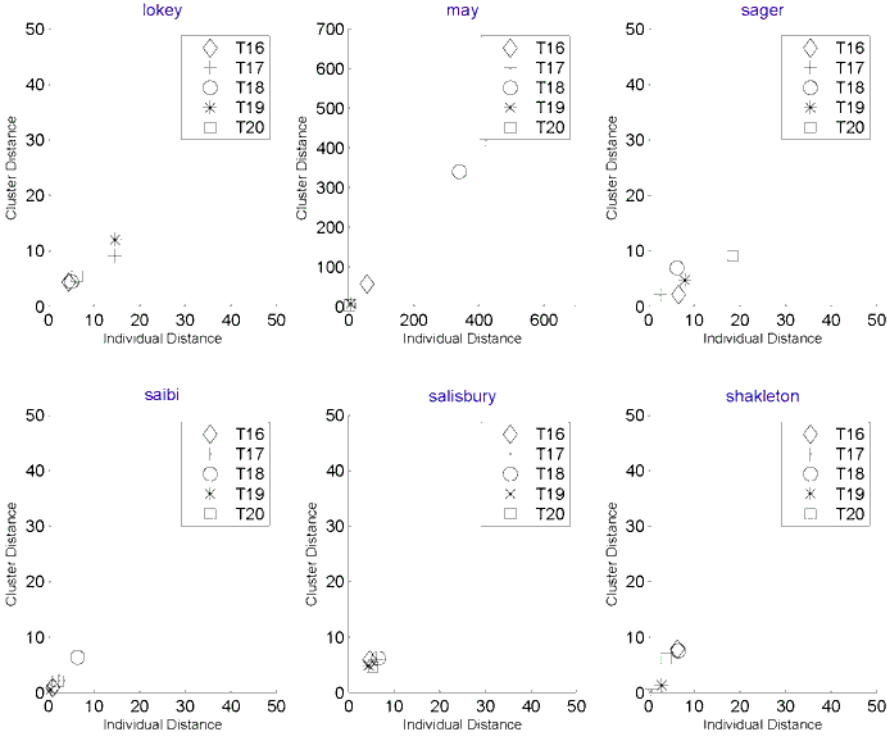 lokey
may
sager
50
40
30
20
10
0
0 10 20 30 40 50
Cluster Distance
Individual Distance
T16
T17
T18
T19
T20
700
600
500
400
300
200
100
0
0 200 400 600
Cluster Distance
Individual Distance
T16
T17
T18
T19
T20
50
40
30
20
10
0
0 10 20 30 40 50
Cluster Distance
Individual Distance
T16
T17
T18
T19
T20
saibi
salisbury
shakleton
50
40
30
20
10
0
0 10 20 30 40 50
Cluster Distance
Individual Distance
T16
T17
T18
T19
T20
50
40
30
20
10
0
0 10 20 30 40 50
Cluster Distance
Individual Distance
T16
T17
T18
T19
T20
50
40
30
20
10
0
0 10 20 30 40 50
Cluster Distance
Individual Distance
T16
T17
T18
T19
T20